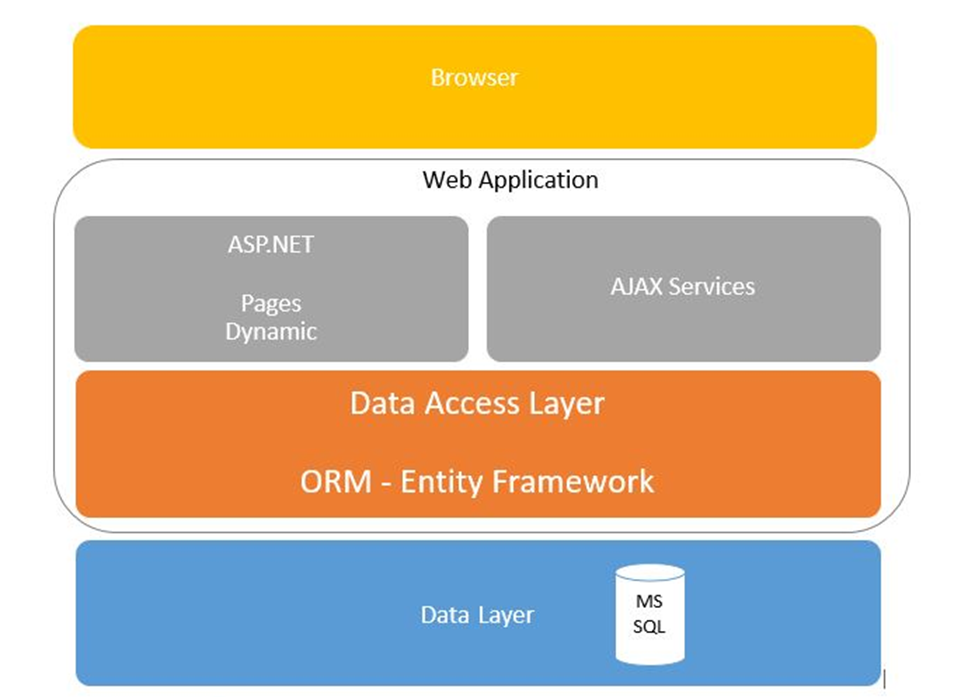 Browser
Web Application
ASP.NET
Pages
Dynamic
AJAX Services
Data Access Layer
ORM - Entity Framework
Data Layer
MS
SQL